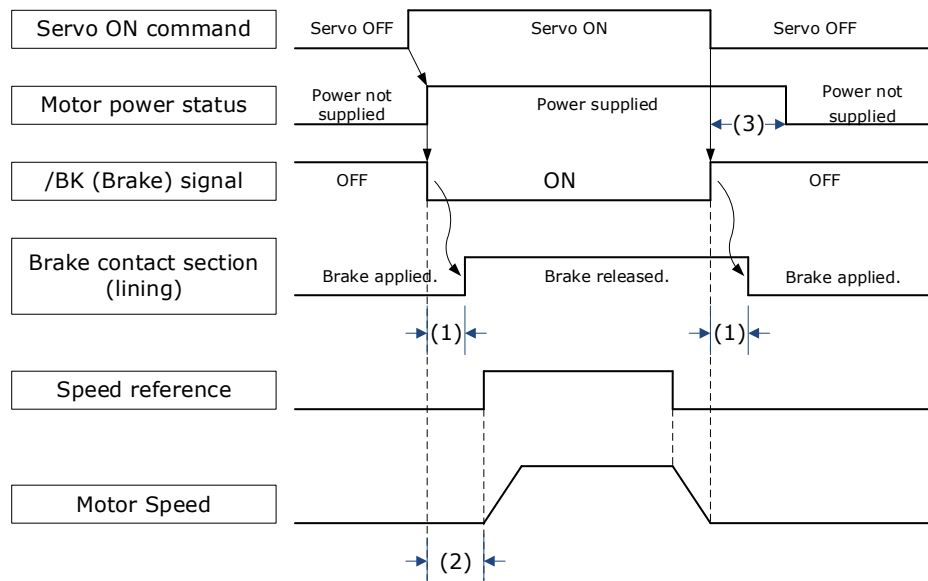 Servo ON command
Servo OFF
Servo ON
Servo OFF
Motor power status
Power not
supplied
Power supplied
Power not
supplied
(3)
/BK (Brake) signal
OFF
ON
OFF
Brake contact section
(lining)
Brake applied.
Brake released.
Brake applied.
(1)
(1)
Speed reference
Motor Speed
(2)